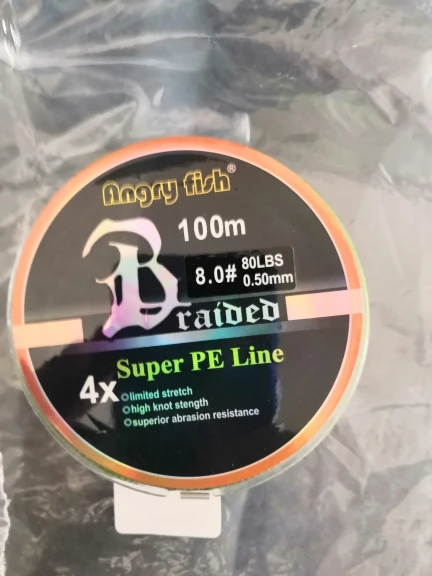 Angry fish®
100m
8.0# 80LBS
0.50mm
Braided
Super PE Line
4x
limited stretch
high knot stength
superior abrasion resistance